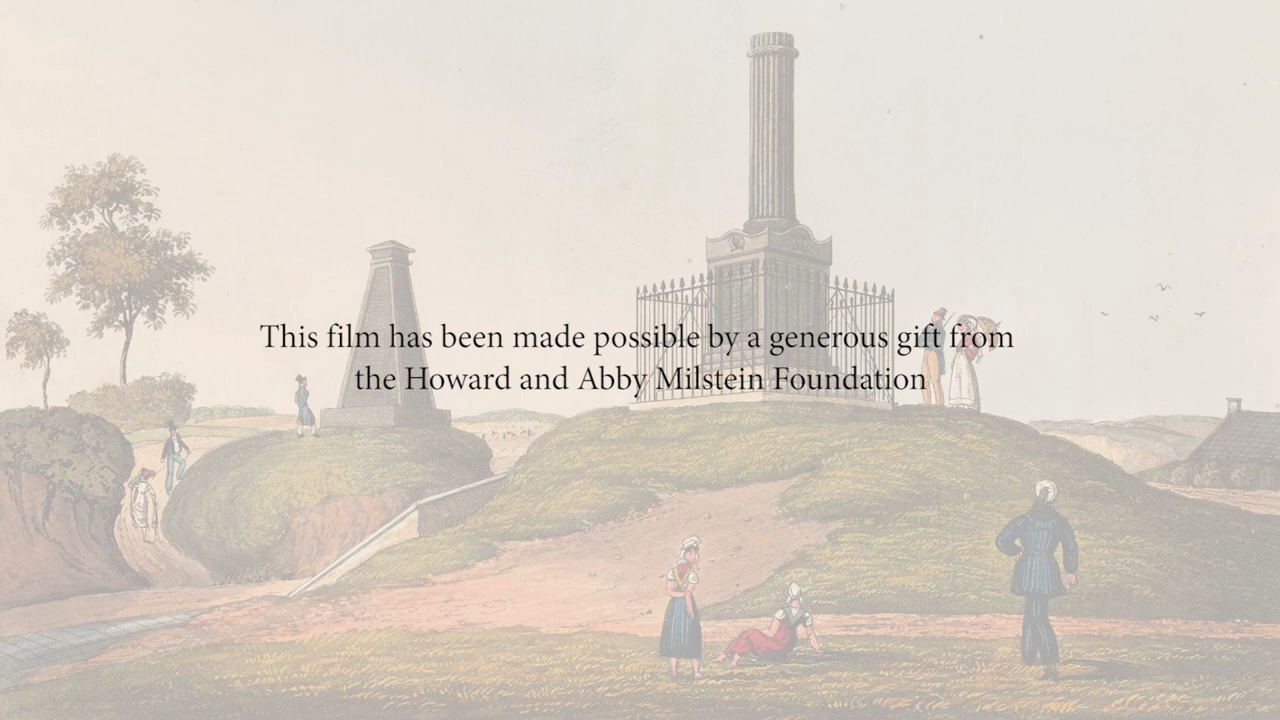 This film has been made possible by a generous gift from
the Howard and Abby Milstein Foundation